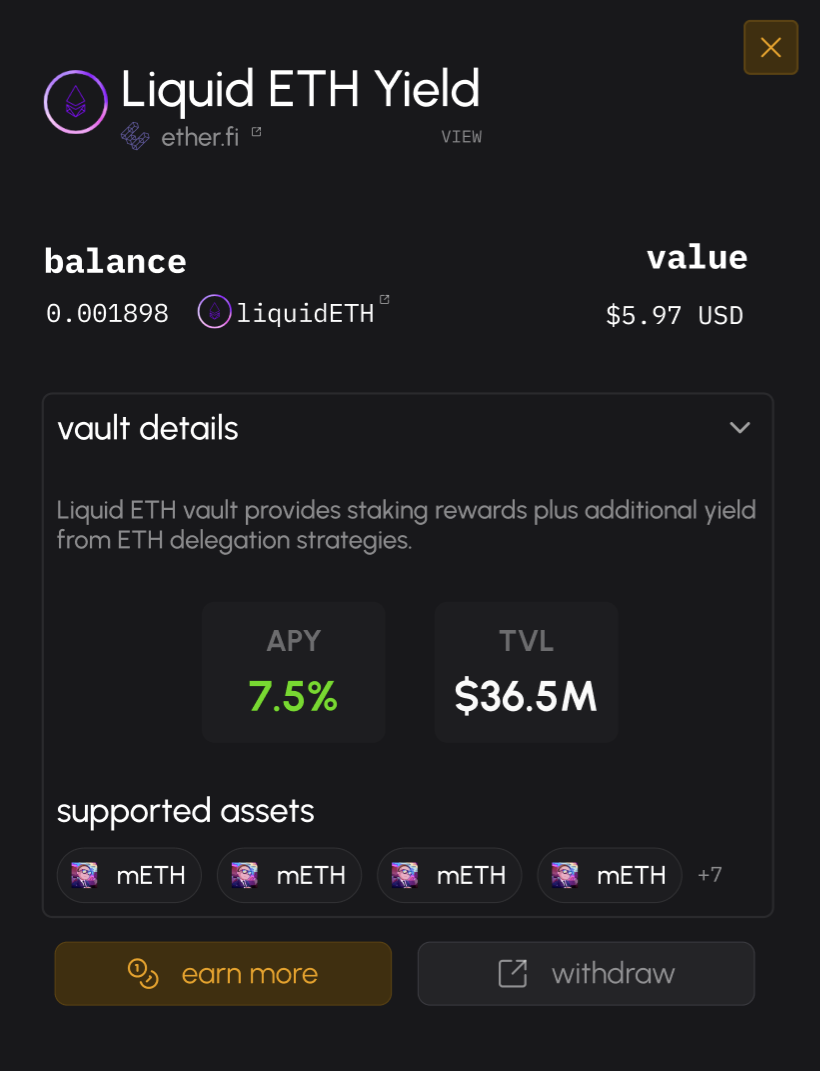 Liquid ETH Yield
ether.fi VIEW
balance value
0.001898 liquidETH $5.97 USD
vault details
Liquid ETH vault provides staking rewards plus additional yield
from ETH delegation strategies.
APY TVL
7.5% $36.5M
supported assets
mETH mETH mETH mETH +7
earn more withdraw